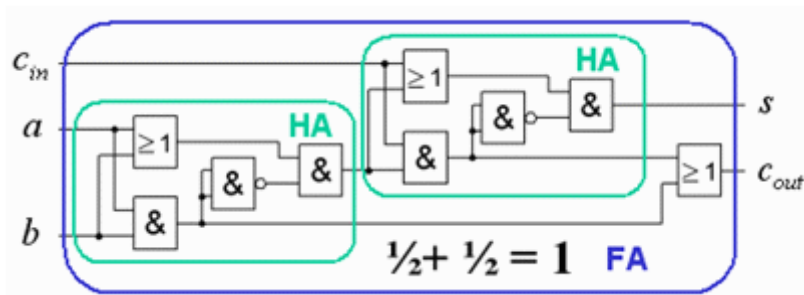 c_in ≥1 HA
& & s
a ≥1 HA &
& & ≥1 c_out
& &
b
½+ ½ = 1 FA